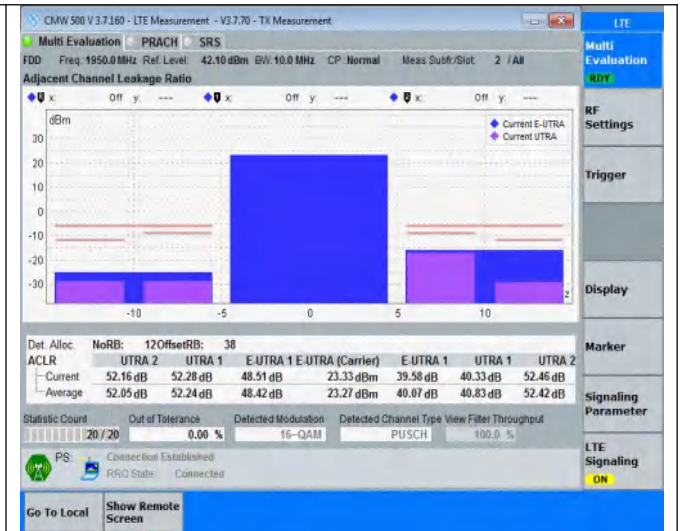 CMW 500 V 3.7.160 - LTE Measurement - V3.7.70 - TX Measurement
LTE
Multi Evaluation PRACH SRS
Multi Evaluation
RDY
FDD Freq: 1950.0 MHz Ref. Level: 42.10 dBm BW: 10.0 MHz CP: Normal Meas Subfr./Slot: 2 / All
Adjacent Channel Leakage Ratio
x: Off y: --- x: Off y: --- x: Off y: ---
dBm
Current E-UTRA
Current UTRA
30
20
10
0
-10
-20
-30
-10 -5 0 5 10
RF Settings
Trigger
Display
Marker
Signaling Parameter
LTE Signaling
ON
Det. Alloc. NoRB: 12 OffsetRB: 38
ACLR UTRA 2 UTRA 1 E-UTRA 1 E-UTRA (Carrier) E-UTRA 1 UTRA 1 UTRA 2
Current 52.16 dB 52.28 dB 48.51 dB 23.33 dBm 39.58 dB 40.33 dB 52.46 dB
Average 52.05 dB 52.24 dB 48.42 dB 23.27 dBm 40.07 dB 40.83 dB 52.42 dB
Statistic Count Out of Tolerance Detected Modulation Detected Channel Type View Filter Throughput
20 / 20 0.00 % 16-QAM PUSCH 100.0 %
PS: Connection Established
RRC State: Connected
Go To Local
Show Remote Screen